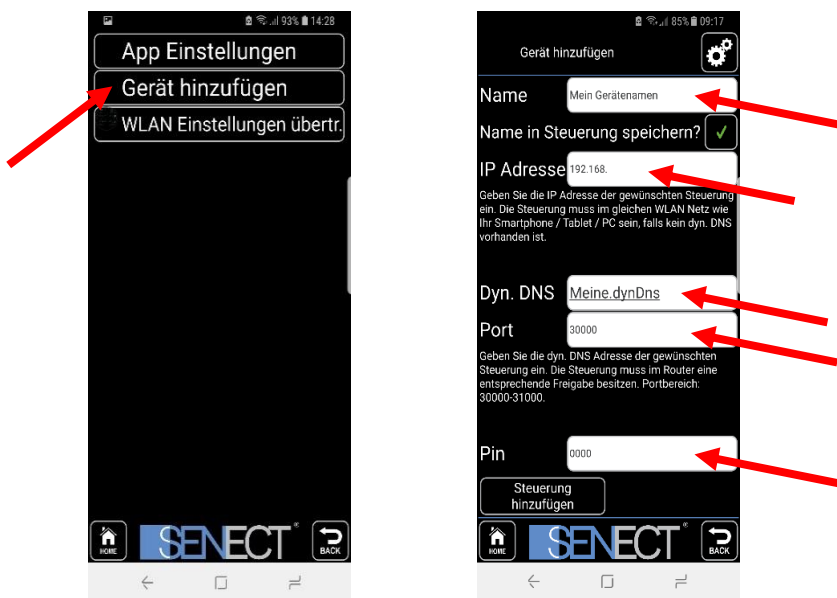 93% 14:28
App Einstellungen
Gerät hinzufügen
WLAN Einstellungen übertr.
HOME
SENECT®
BACK
85% 09:17
Gerät hinzufügen
Name
Mein Gerätenamen
Name in Steuerung speichern?
IP Adresse
192.168.
Geben Sie die IP Adresse der gewünschten Steuerung
ein. Die Steuerung muss im gleichen WLAN Netz wie
Ihr Smartphone / Tablet / PC sein, falls kein dyn. DNS
vorhanden ist.
Dyn. DNS
Meine.dynDns
Port
30000
Geben Sie die dyn. DNS Adresse der gewünschten
Steuerung ein. Die Steuerung muss im Router eine
entsprechende Freigabe besitzen. Portbereich:
30000-31000.
Pin
0000
Steuerung
hinzufügen
HOME
SENECT®
BACK